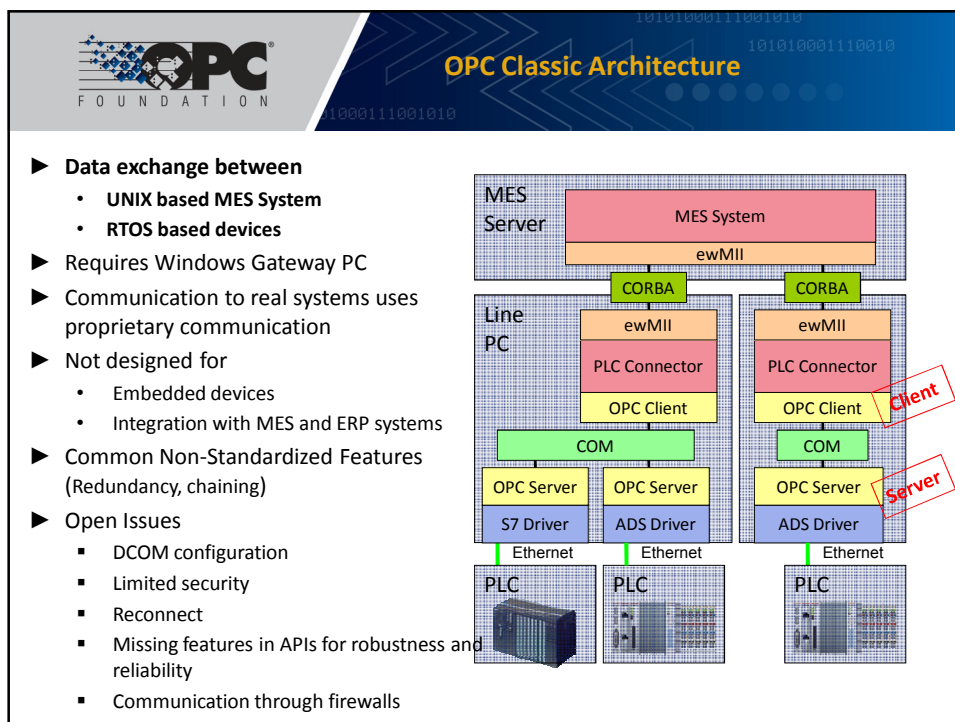 1010100011100 1010
101010001110010
OPC
®
FOUNDATION
OPC Classic Architecture
01000111001010
► Data exchange between
• UNIX based MES System
• RTOS based devices
► Requires Windows Gateway PC
► Communication to real systems uses
proprietary communication
► Not designed for
• Embedded devices
• Integration with MES and ERP systems
► Common Non-Standardized Features
(Redundancy, chaining)
► Open Issues
▪ DCOM configuration
▪ Limited security
▪ Reconnect
▪ Missing features in APIs for robustness and
reliability
▪ Communication through firewalls
MES
Server
MES System
ewMII
CORBA
CORBA
Line
PC
ewMII
ewMII
PLC Connector
PLC Connector
OPC Client
OPC Client
Client
COM
COM
OPC Server
OPC Server
OPC Server
Server
S7 Driver
ADS Driver
ADS Driver
Ethernet
Ethernet
Ethernet
PLC
PLC